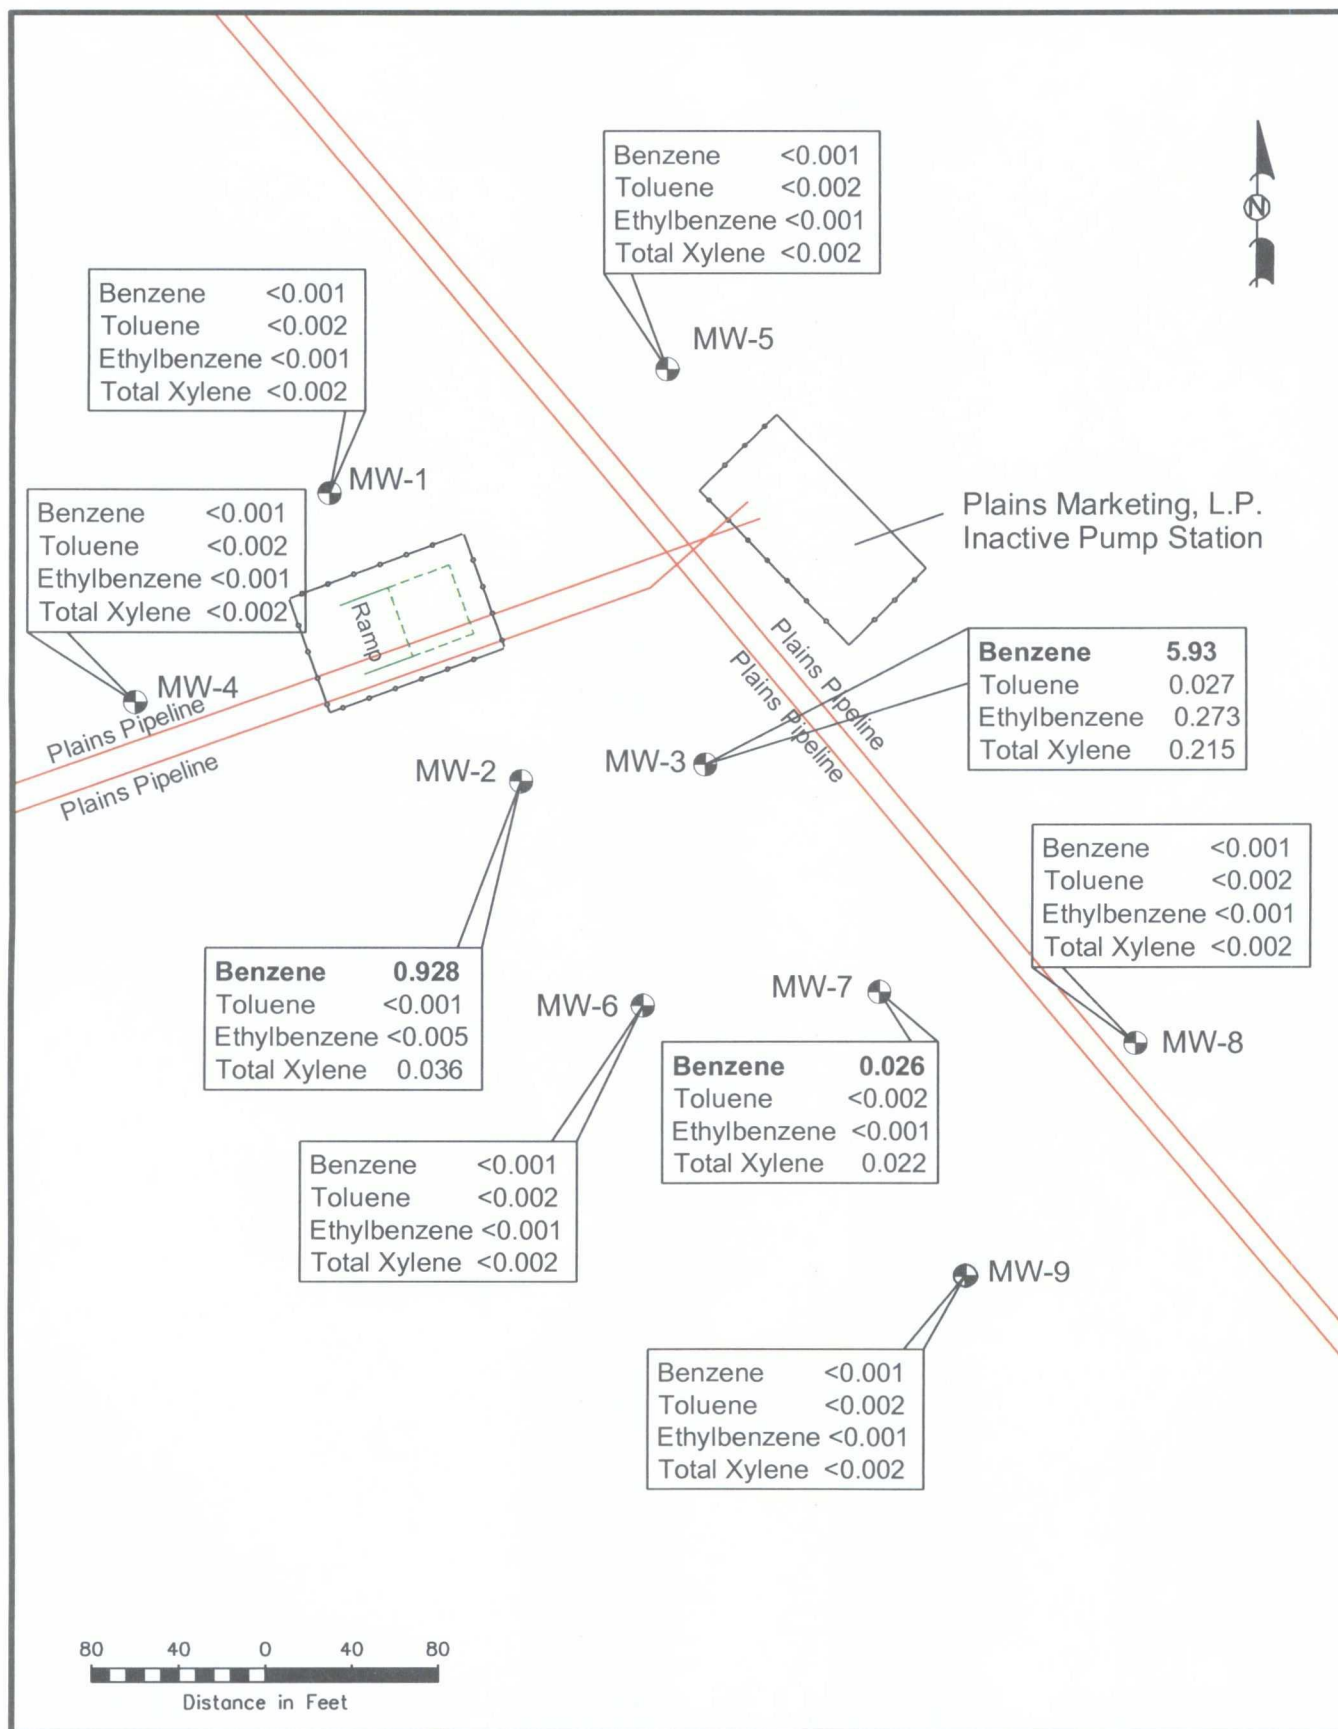 Benzene <0.001
Toluene <0.002
Ethylbenzene <0.001
Total Xylene <0.002
N
MW-5
Benzene <0.001
Toluene <0.002
Ethylbenzene <0.001
Total Xylene <0.002
MW-1
Plains Marketing, L.P.
Inactive Pump Station
Benzene <0.001
Toluene <0.002
Ethylbenzene <0.001
Total Xylene <0.002
Ramp
MW-4
Plains Pipeline
Plains Pipeline
Plains Pipeline
Plains Pipeline
Benzene 5.93
Toluene 0.027
Ethylbenzene 0.273
Total Xylene 0.215
MW-3
MW-2
Benzene <0.001
Toluene <0.002
Ethylbenzene <0.001
Total Xylene <0.002
MW-8
Benzene 0.928
Toluene <0.001
Ethylbenzene <0.005
Total Xylene 0.036
MW-6
MW-7
Benzene 0.026
Toluene <0.002
Ethylbenzene <0.001
Total Xylene 0.022
Benzene <0.001
Toluene <0.002
Ethylbenzene <0.001
Total Xylene <0.002
MW-9
Benzene <0.001
Toluene <0.002
Ethylbenzene <0.001
Total Xylene <0.002
80 40 0 40 80
Distance in Feet